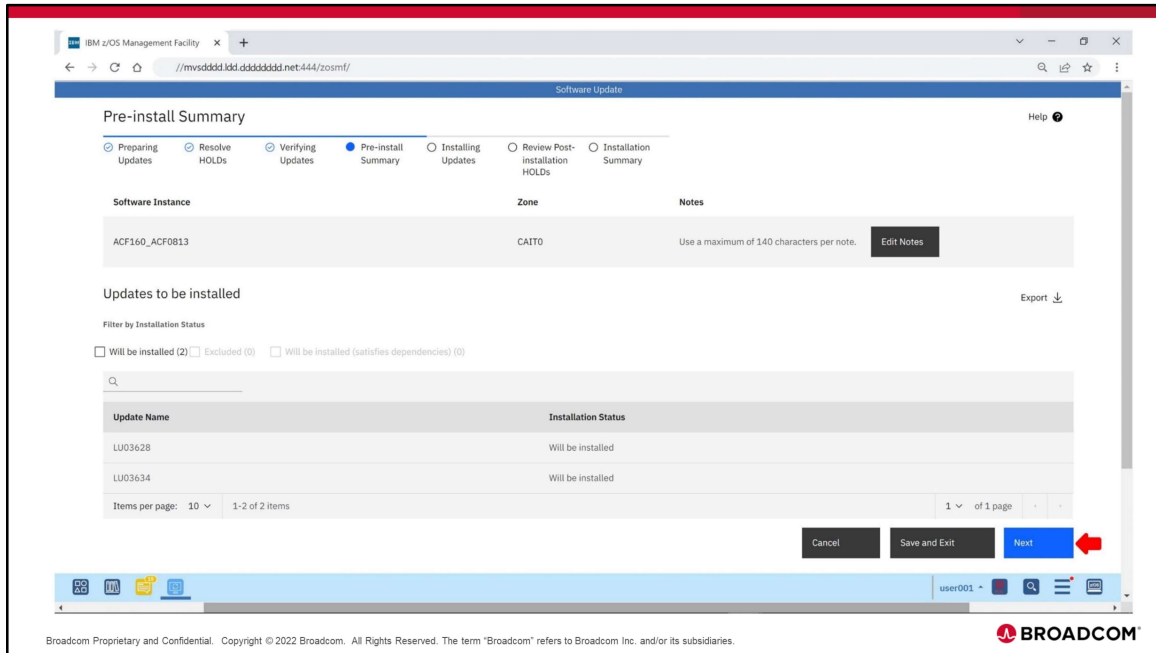 IBM z/OS Management Facility
//mvsdddd.ldd.dddddddd.net:444/zosmf/
Software Update
Pre-install Summary
Help
Preparing Updates
Resolve HOLDs
Verifying Updates
Pre-install Summary
Installing Updates
Review Post-installation HOLDs
Installation Summary
Software Instance Zone Notes
ACF160_ACF0813 CAIT0 Use a maximum of 140 characters per note. Edit Notes
Updates to be installed
Export
Filter by Installation Status
Will be installed (2) Excluded (0) Will be installed (satisfies dependencies) (0)
Update Name Installation Status
LU03628 Will be installed
LU03634 Will be installed
Items per page: 10 1-2 of 2 items 1 of 1 page
Cancel Save and Exit Next
user001
Broadcom Proprietary and Confidential. Copyright © 2022 Broadcom. All Rights Reserved. The term “Broadcom” refers to Broadcom Inc. and/or its subsidiaries.
BROADCOM